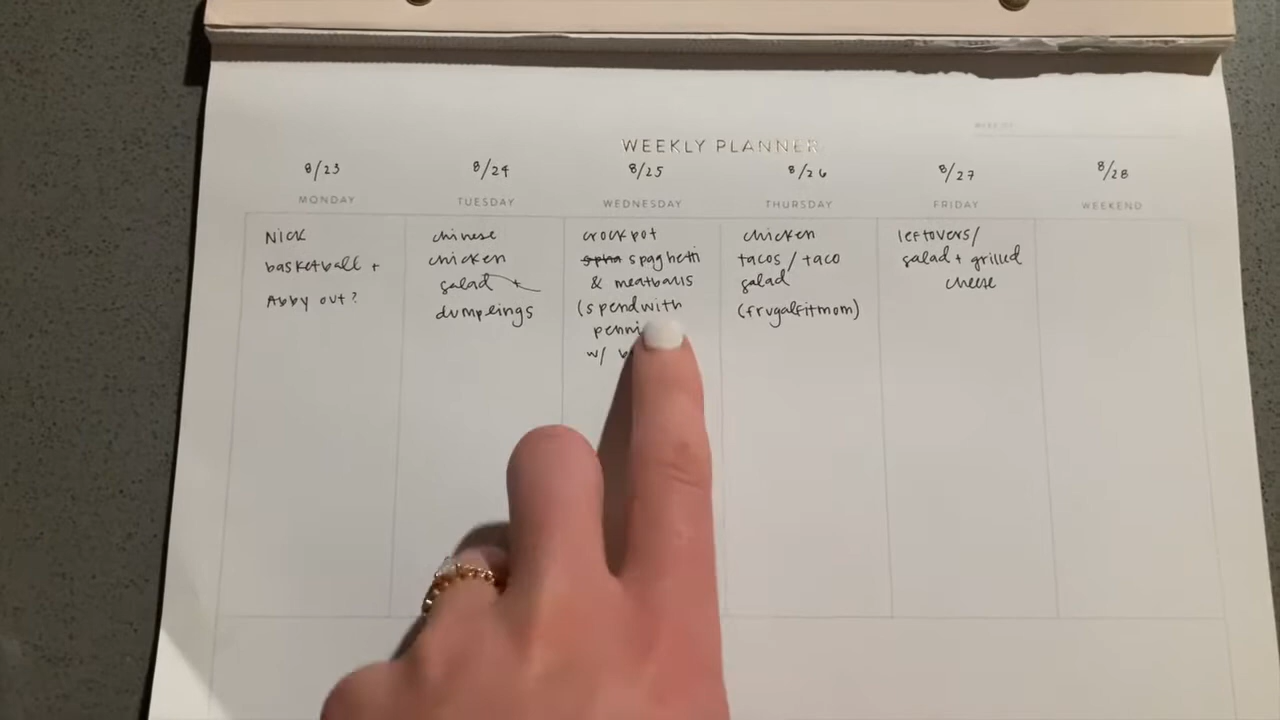 WEEKLY PLANNER
8/23
MONDAY
Nick
basketball +
Abby out?
8/24
TUESDAY
chinese
chicken
salad +
dumplings
8/25
WEDNESDAY
crockpot
spha spaghetti
& meatballs
(spendwith
w/
8/26
THURSDAY
chicken
tacos / taco
salad
(frugalfitmom)
8/27
FRIDAY
leftovers/
salad + grilled
cheese
8/28
WEEKEND